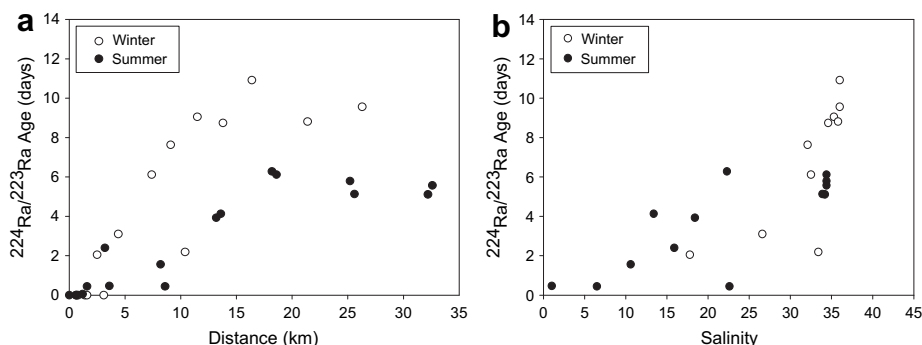 a
14
12
10
8
6
4
2
0
0 5 10 15 20 25 30 35
Winter
Summer
224Ra/223Ra Age (days)
Distance (km)
b
14
12
10
8
6
4
2
0
0 5 10 15 20 25 30 35 40 45
Winter
Summer
224Ra/223Ra Age (days)
Salinity